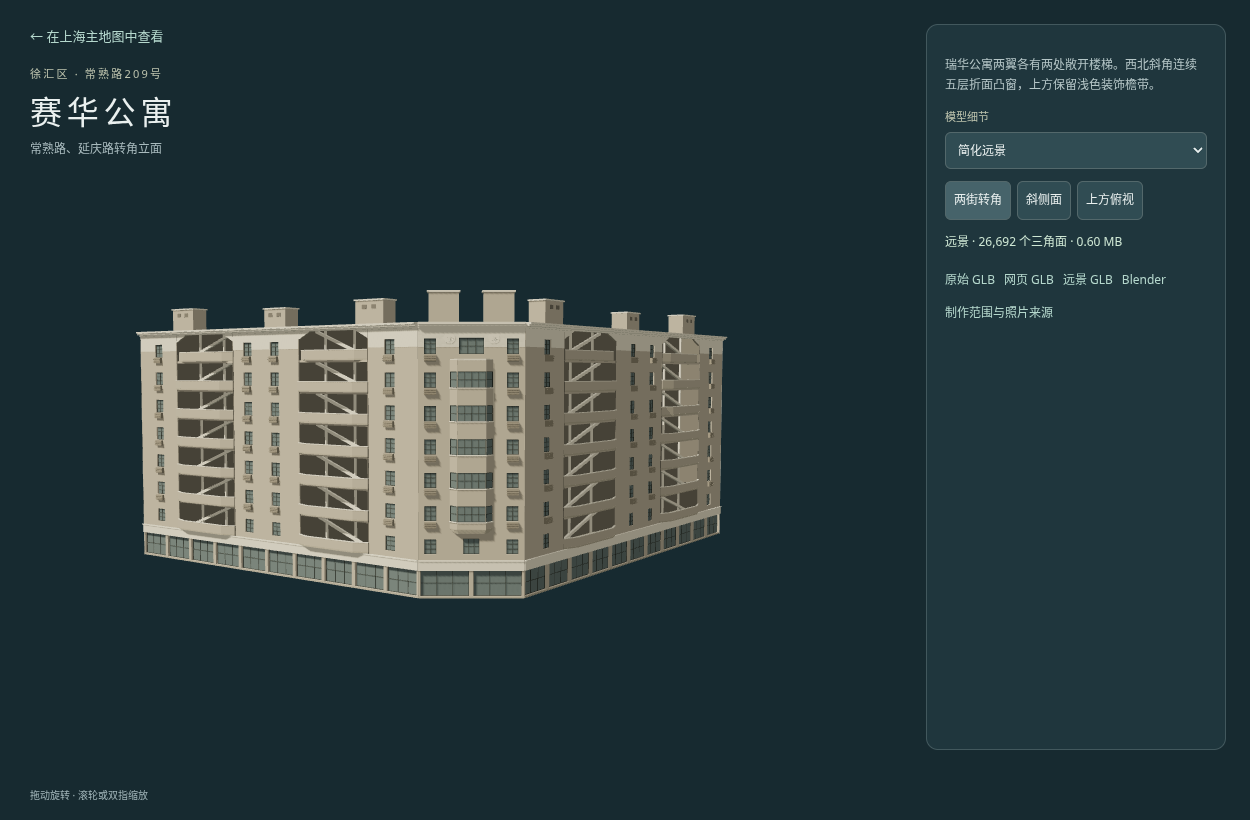 ← 在上海主地图中查看
徐汇区 · 常熟路209号
赛华公寓
常熟路、延庆路转角立面
瑞华公寓两翼各有两处敞开楼梯。西北斜角连续
五层折面凸窗，上方保留浅色装饰檐带。
模型细节
简化远景
两街转角 斜侧面 上方俯视
远景 · 26,692 个三角面 · 0.60 MB
原始 GLB 网页 GLB 远景 GLB Blender
制作范围与照片来源
拖动旋转 · 滚轮或双指缩放